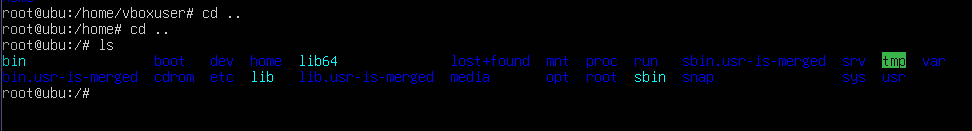 root@ubu:/home/vboxuser# cd ..
root@ubu:/home# cd ..
root@ubu:/# ls
bin boot dev home lib64 lost+found mnt proc run sbin.usr-is-merged srv tmp var
bin.usr-is-merged cdrom etc lib lib.usr-is-merged media opt root sbin snap sys usr
root@ubu:/#